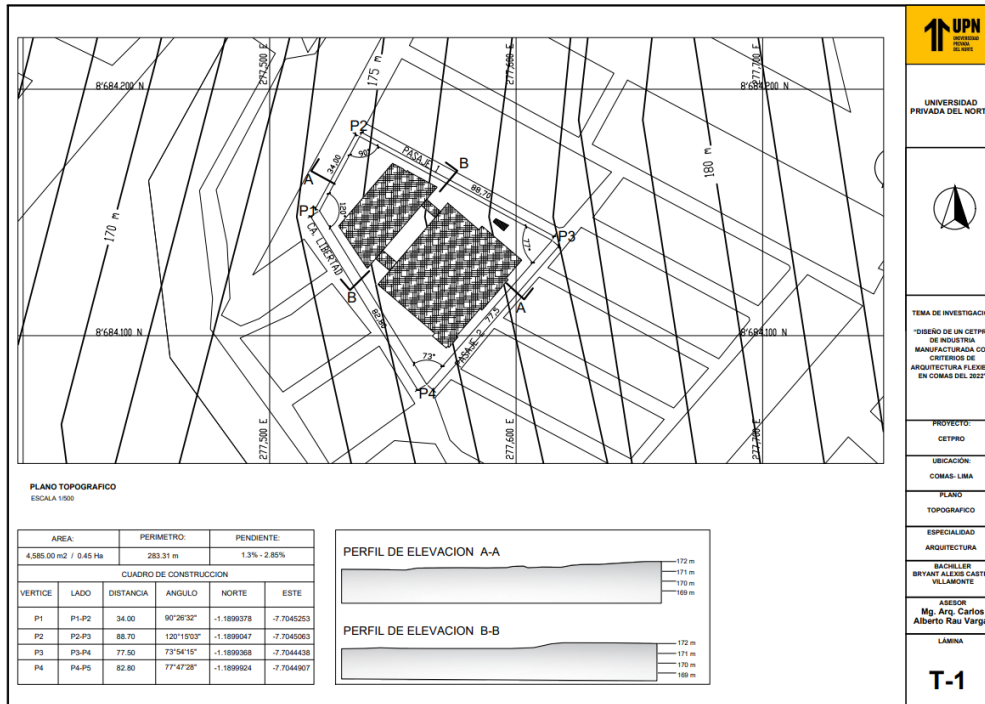 277,500 E
175 m
277,600 E
277,700 E
8'684,200 N
8'684,200 N
P2
90°
PASAJE 1
B
34.00
A
88.70
180 m
P1
120°
170 m
CA. LIBERTAD
P3
77°
B
A
82.80
77.5
8'684,100 N
8'684,100 N
PASAJE 2
73°
P4
277,500 E
277,600 E
277,700 E
PLANO TOPOGRAFICO
ESCALA 1/500
AREA:
PERIMETRO:
PENDIENTE:
4,585.00 m2 / 0.45 Ha
283.31 m
1.3% - 2.85%
CUADRO DE CONSTRUCCION
VERTICE LADO DISTANCIA ANGULO NORTE ESTE
P1 P1-P2 34.00 90°26'32" -1.1899378 -7.7045253
P2 P2-P3 88.70 120°15'03" -1.1899047 -7.7045063
P3 P3-P4 77.50 73°54'15" -1.1899368 -7.7044438
P4 P4-P5 82.80 77°47'28" -1.1899924 -7.7044907
PERFIL DE ELEVACION A-A
172 m
171 m
170 m
169 m
PERFIL DE ELEVACION B-B
172 m
171 m
170 m
169 m
UPN
UNIVERSIDAD
PRIVADA
DEL NORTE
UNIVERSIDAD
PRIVADA DEL NORT
TEMA DE INVESTIGACI
"DISEÑO DE UN CETPR
DE INDUSTRIA
MANUFACTURADA CO
CRITERIOS DE
ARQUITECTURA FLEXIB
EN COMAS DEL 2022"
PROYECTO:
CETPRO
UBICACIÓN:
COMAS- LIMA
PLANO
TOPOGRAFICO
ESPECIALIDAD
ARQUITECTURA
BACHILLER
BRYANT ALEXIS CASTI
VILLAMONTE
ASESOR
Mg. Arq. Carlos
Alberto Rau Varga
LÁMINA
T-1